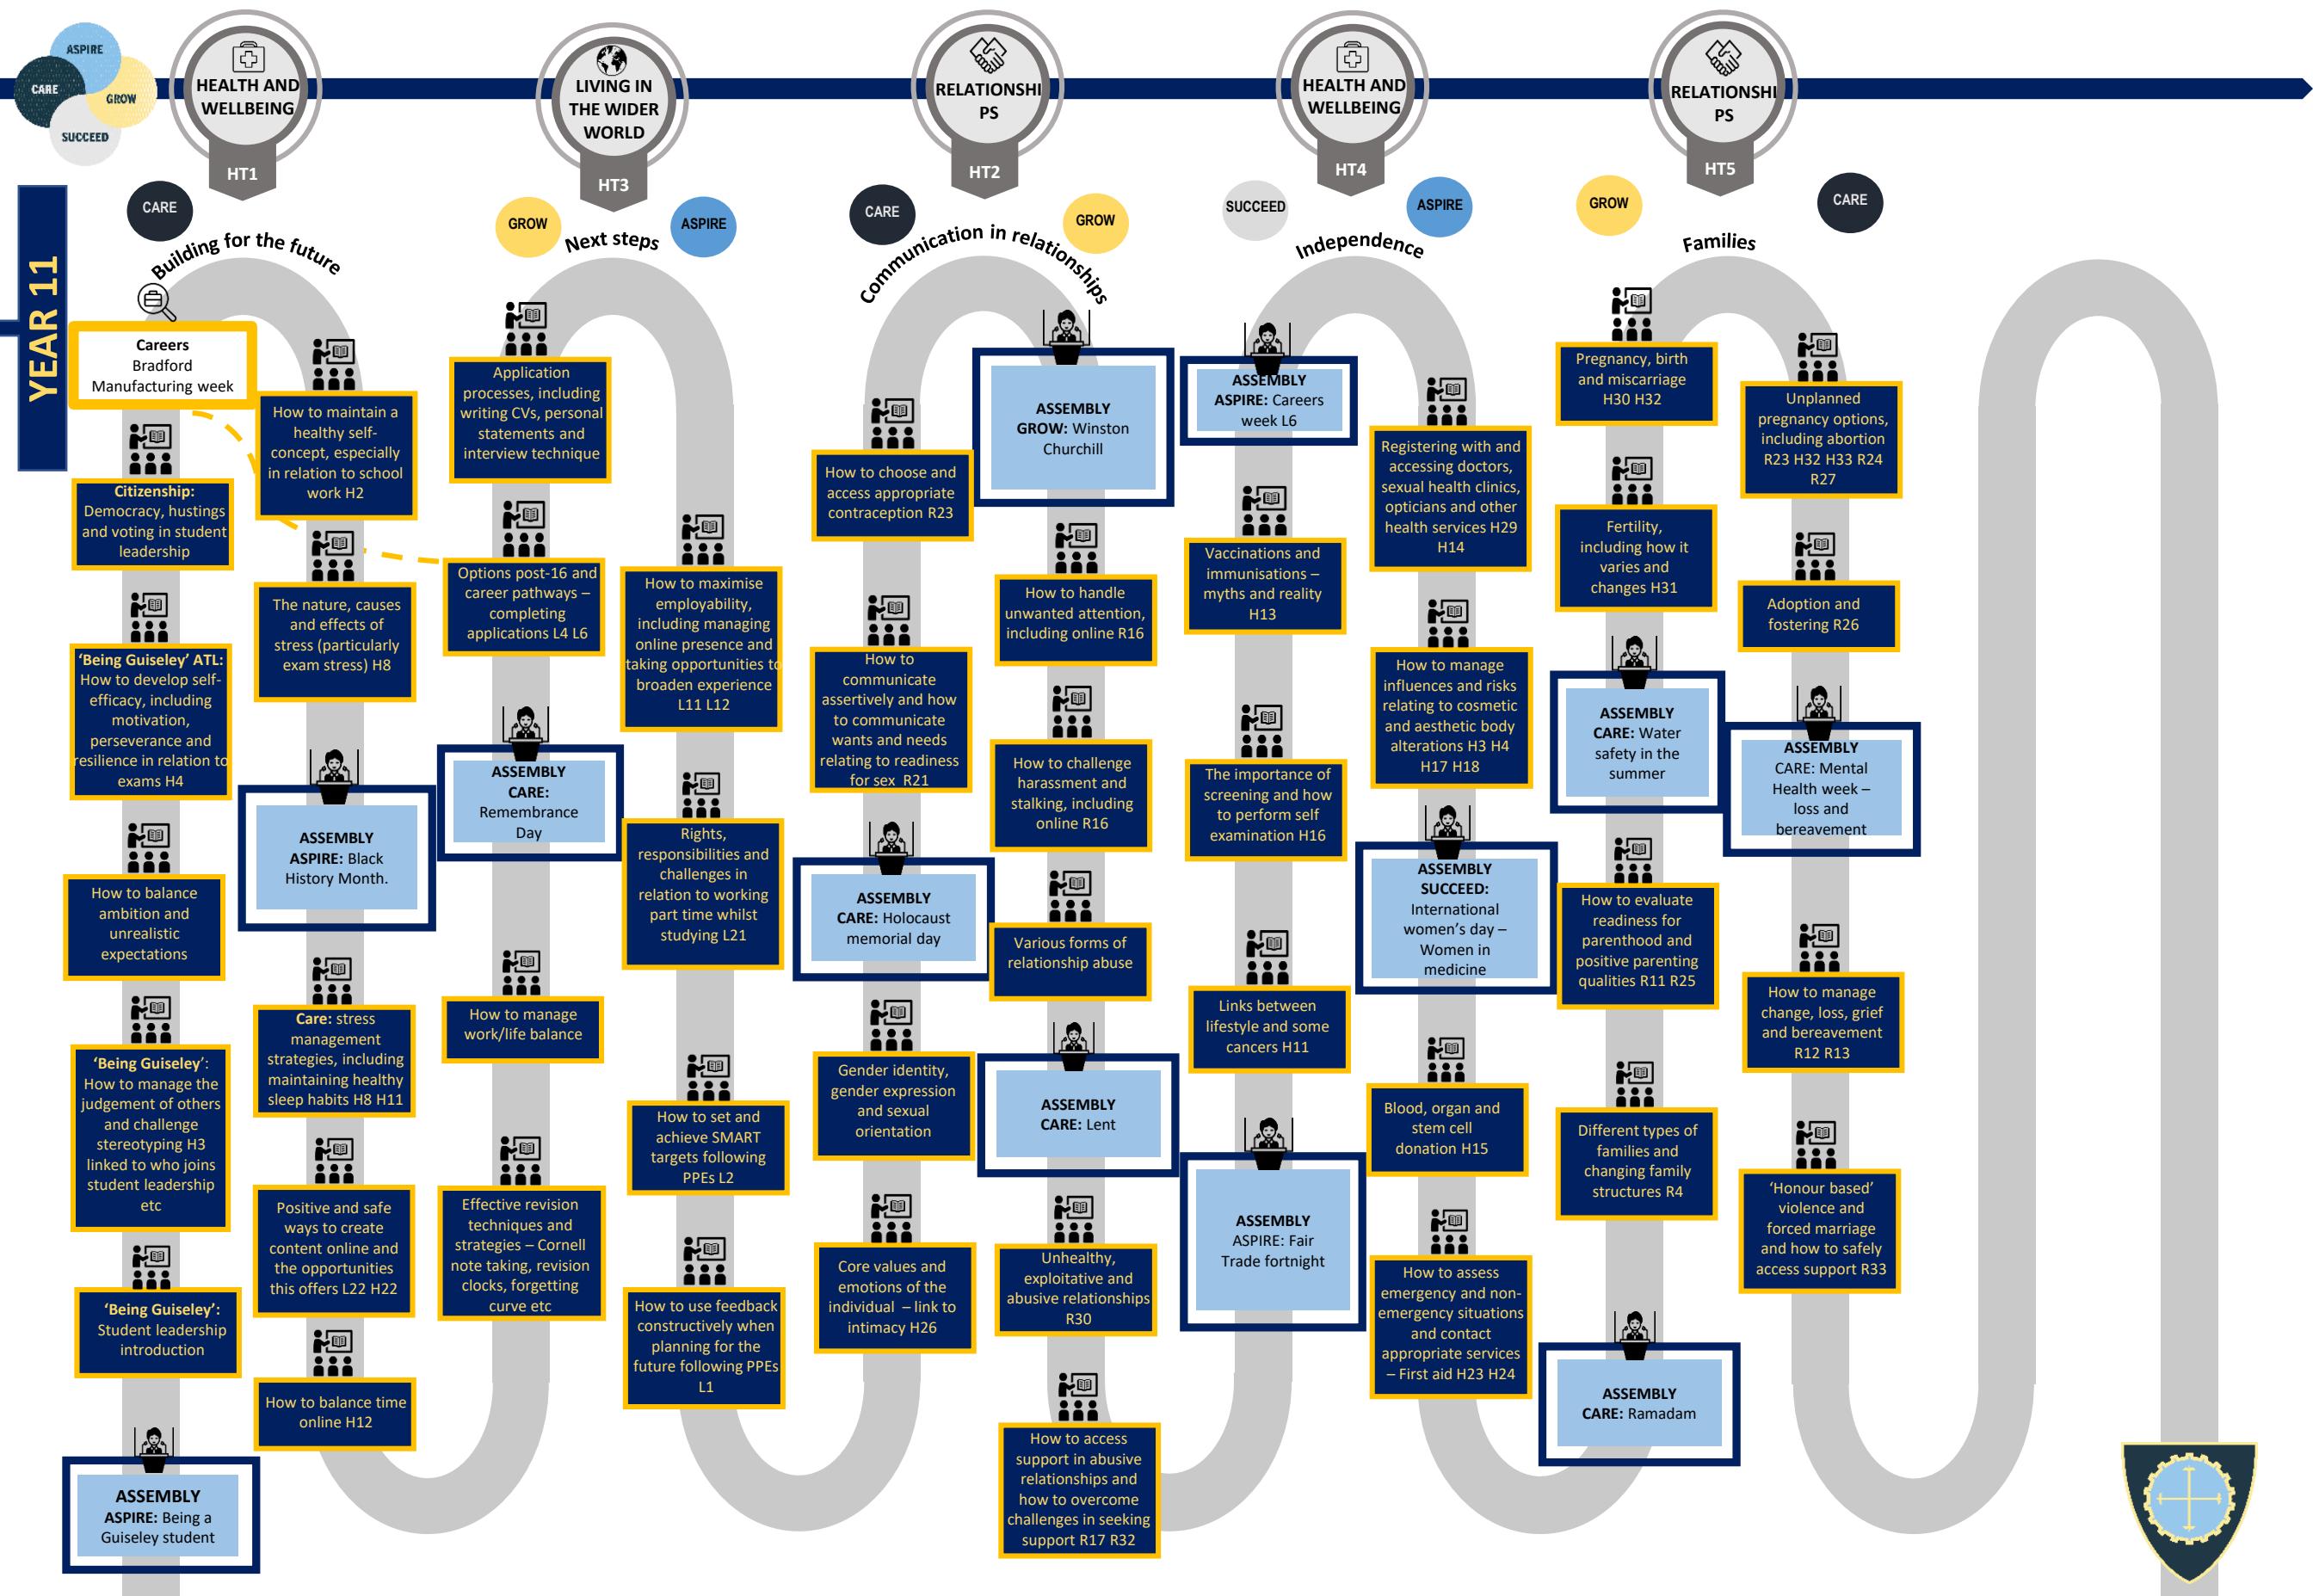 ASPIRE
CARE
GROW
SUCCEED
HEALTH AND
WELLBEING
HT1
LIVING IN
THE WIDER
WORLD
HT3
RELATIONSHI
PS
HT2
HEALTH AND
WELLBEING
HT4
RELATIONSHI
PS
HT5
YEAR 11
CARE
Building for the future
Careers
Bradford
Manufacturing week
Citizenship:
Democracy, hustings
and voting in student
leadership
'Being Guiseley' ATL:
How to develop self-
efficacy, including
motivation,
perseverance and
resilience in relation to
exams H4
How to balance
ambition and
unrealistic
expectations
'Being Guiseley':
How to manage the
judgement of others
and challenge
stereotyping H3
linked to who joins
student leadership
etc
'Being Guiseley':
Student leadership
introduction
ASSEMBLY
ASPIRE: Being a
Guiseley student
How to maintain a
healthy self-
concept, especially
in relation to school
work H2
The nature, causes
and effects of
stress (particularly
exam stress) H8
ASSEMBLY
ASPIRE: Black
History Month.
Care: stress
management
strategies, including
maintaining healthy
sleep habits H8 H11
Positive and safe
ways to create
content online and
the opportunities
this offers L22 H22
How to balance time
online H12
GROW
Next steps
ASPIRE
Application
processes, including
writing CVs, personal
statements and
interview technique
Options post-16 and
career pathways –
completing
applications L4 L6
ASSEMBLY
CARE:
Remembrance
Day
How to manage
work/life balance
Effective revision
techniques and
strategies – Cornell
note taking, revision
clocks, forgetting
curve etc
How to maximise
employability,
including managing
online presence and
taking opportunities to
broaden experience
L11 L12
Rights,
responsibilities and
challenges in
relation to working
part time whilst
studying L21
How to set and
achieve SMART
targets following
PPEs L2
How to use feedback
constructively when
planning for the
future following PPEs
L1
CARE
Communication in relationships
GROW
How to choose and
access appropriate
contraception R23
How to
communicate
assertively and how
to communicate
wants and needs
relating to readiness
for sex R21
ASSEMBLY
CARE: Holocaust
memorial day
Gender identity,
gender expression
and sexual
orientation
Core values and
emotions of the
individual – link to
intimacy H26
ASSEMBLY
GROW: Winston
Churchill
How to handle
unwanted attention,
including online R16
How to challenge
harassment and
stalking, including
online R16
Various forms of
relationship abuse
ASSEMBLY
CARE: Lent
Unhealthy,
exploitative and
abusive relationships
R30
How to access
support in abusive
relationships and
how to overcome
challenges in seeking
support R17 R32
SUCCEED
Independence
ASPIRE
ASSEMBLY
ASPIRE: Careers
week L6
Vaccinations and
immunisations –
myths and reality
H13
The importance of
screening and how
to perform self
examination H16
Links between
lifestyle and some
cancers H11
ASSEMBLY
ASPIRE: Fair
Trade fortnight
Registering with and
accessing doctors,
sexual health clinics,
opticians and other
health services H29
H14
How to manage
influences and risks
relating to cosmetic
and aesthetic body
alterations H3 H4
H17 H18
ASSEMBLY
SUCCEED:
International
women's day –
Women in
medicine
Blood, organ and
stem cell
donation H15
How to assess
emergency and non-
emergency situations
and contact
appropriate services
– First aid H23 H24
GROW
Families
CARE
Pregnancy, birth
and miscarriage
H30 H32
Fertility,
including how it
varies and
changes H31
ASSEMBLY
CARE: Water
safety in the
summer
How to evaluate
readiness for
parenthood and
positive parenting
qualities R11 R25
Different types of
families and
changing family
structures R4
ASSEMBLY
CARE: Ramadam
Unplanned
pregnancy options,
including abortion
R23 H32 H33 R24
R27
Adoption and
fostering R26
ASSEMBLY
CARE: Mental
Health week –
loss and
bereavement
How to manage
change, loss, grief
and bereavement
R12 R13
'Honour based'
violence and
forced marriage
and how to safely
access support R33